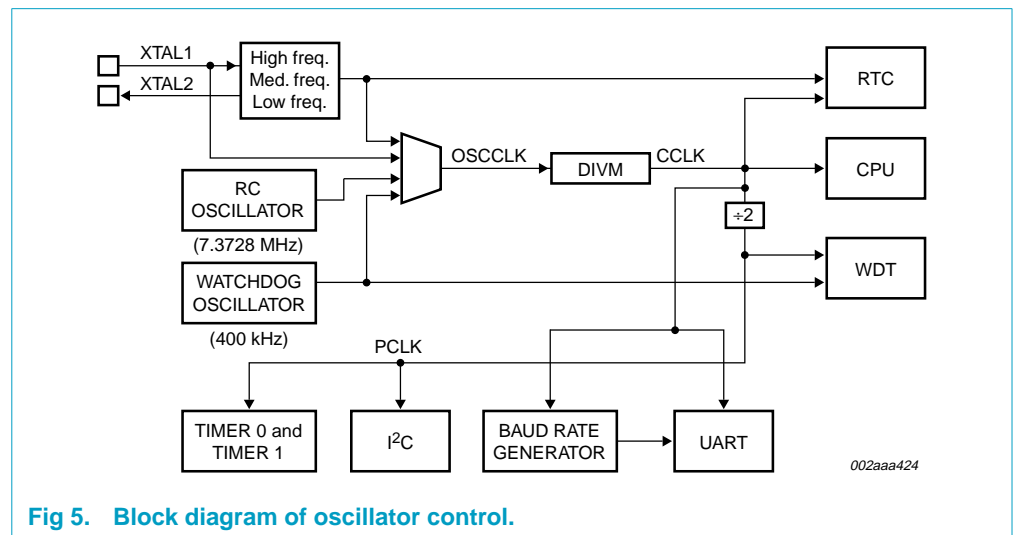 XTAL1
XTAL2
High freq.
Med. freq.
Low freq.
RTC
OSCCLK
DIVM
CCLK
CPU
RC
OSCILLATOR
(7.3728 MHz)
÷2
WDT
WATCHDOG
OSCILLATOR
(400 kHz)
PCLK
TIMER 0 and
TIMER 1
I²C
BAUD RATE
GENERATOR
UART
002aaa424
Fig 5. Block diagram of oscillator control.